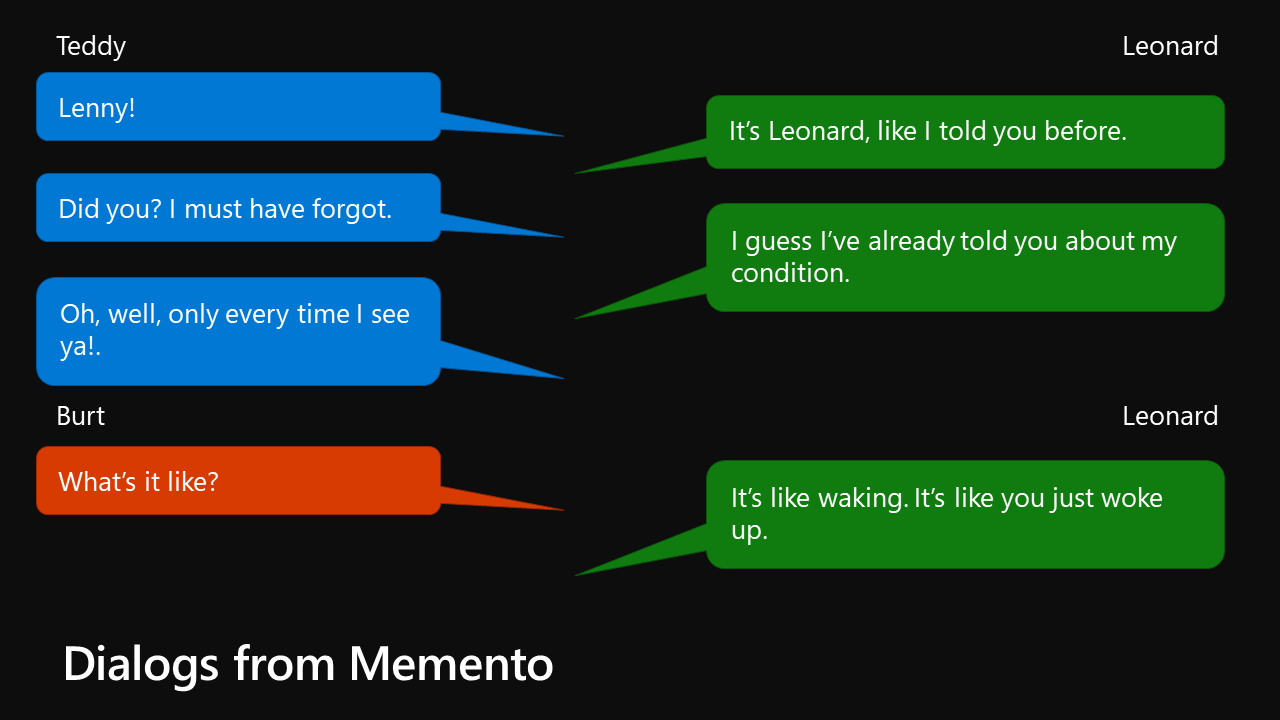 Teddy
Leonard
Lenny!
It’s Leonard, like I told you before.
Did you? I must have forgot.
I guess I’ve already told you about my
condition.
Oh, well, only every time I see
ya!.
Burt
Leonard
What’s it like?
It’s like waking. It’s like you just woke
up.
Dialogs from Memento